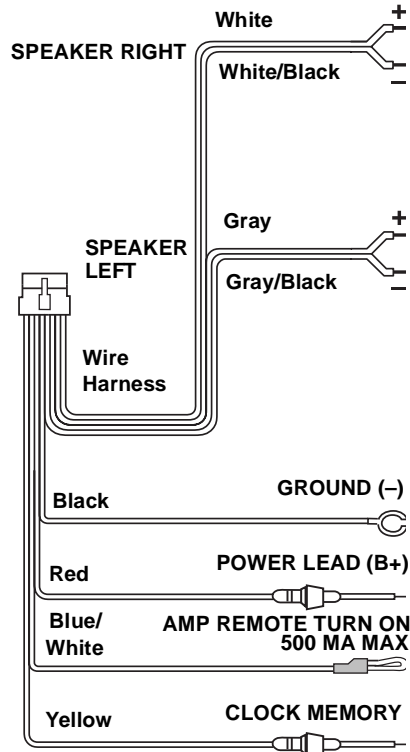 White
+
SPEAKER RIGHT
White/Black
–
Gray
+
SPEAKER
LEFT
Gray/Black
–
Wire
Harness
Black
GROUND (–)
Red
POWER LEAD (B+)
Blue/
White
AMP REMOTE TURN ON
500 MA MAX
Yellow
CLOCK MEMORY